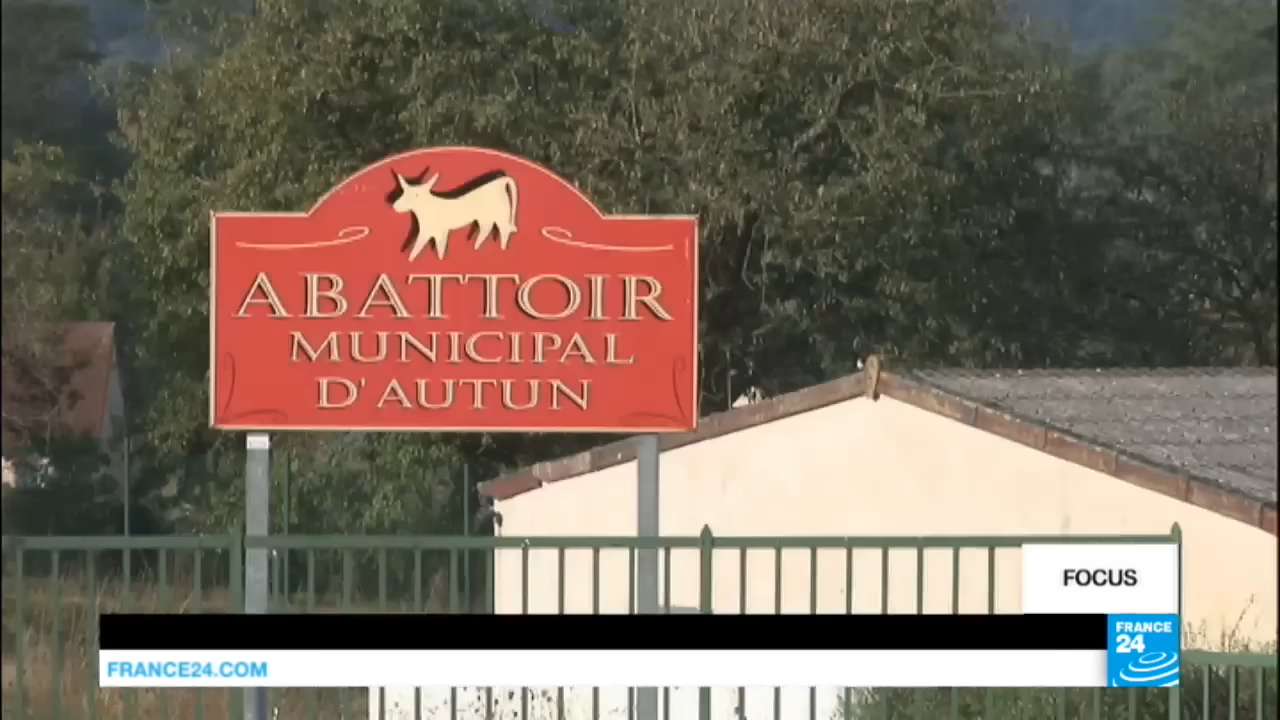 ABATTOIR
MUNICIPAL
D'AUTUN
FOCUS
FRANCE
24
FRANCE24.COM